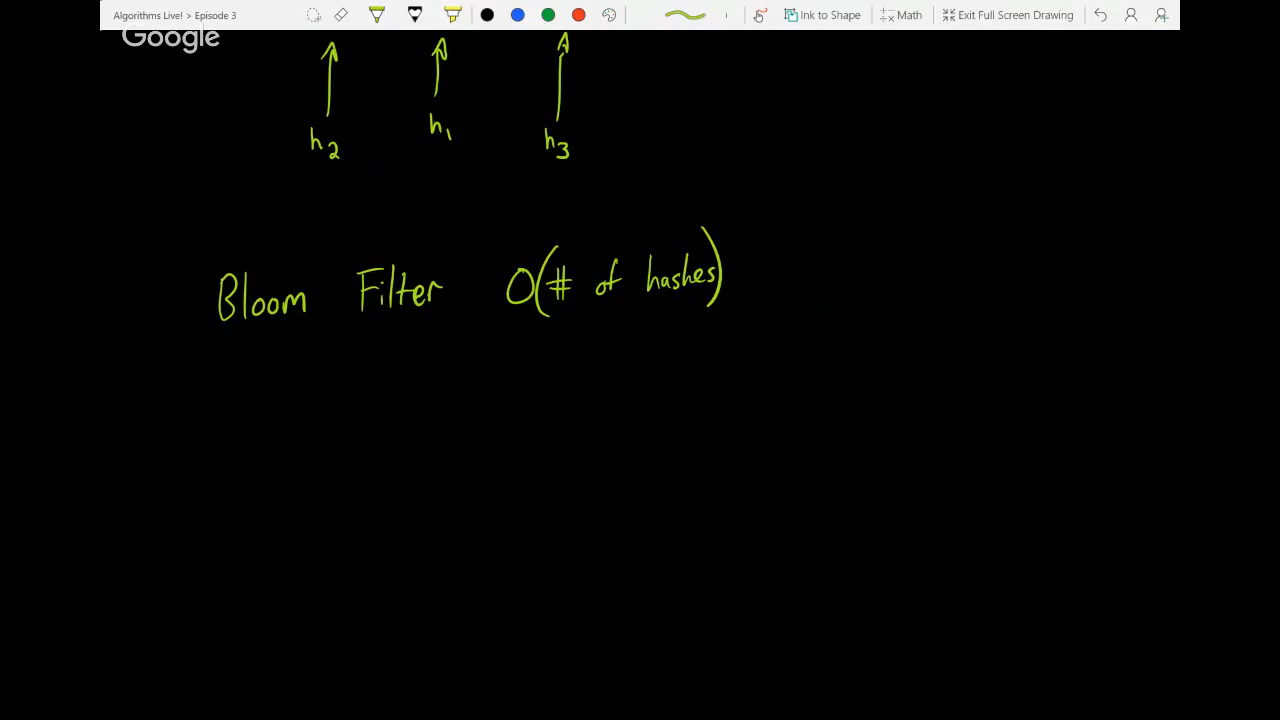 Algorithms Live! > Episode 3
Ink to Shape
Math
Exit Full Screen Drawing
Google
h2 h1 h3
Bloom Filter O(# of hashes)